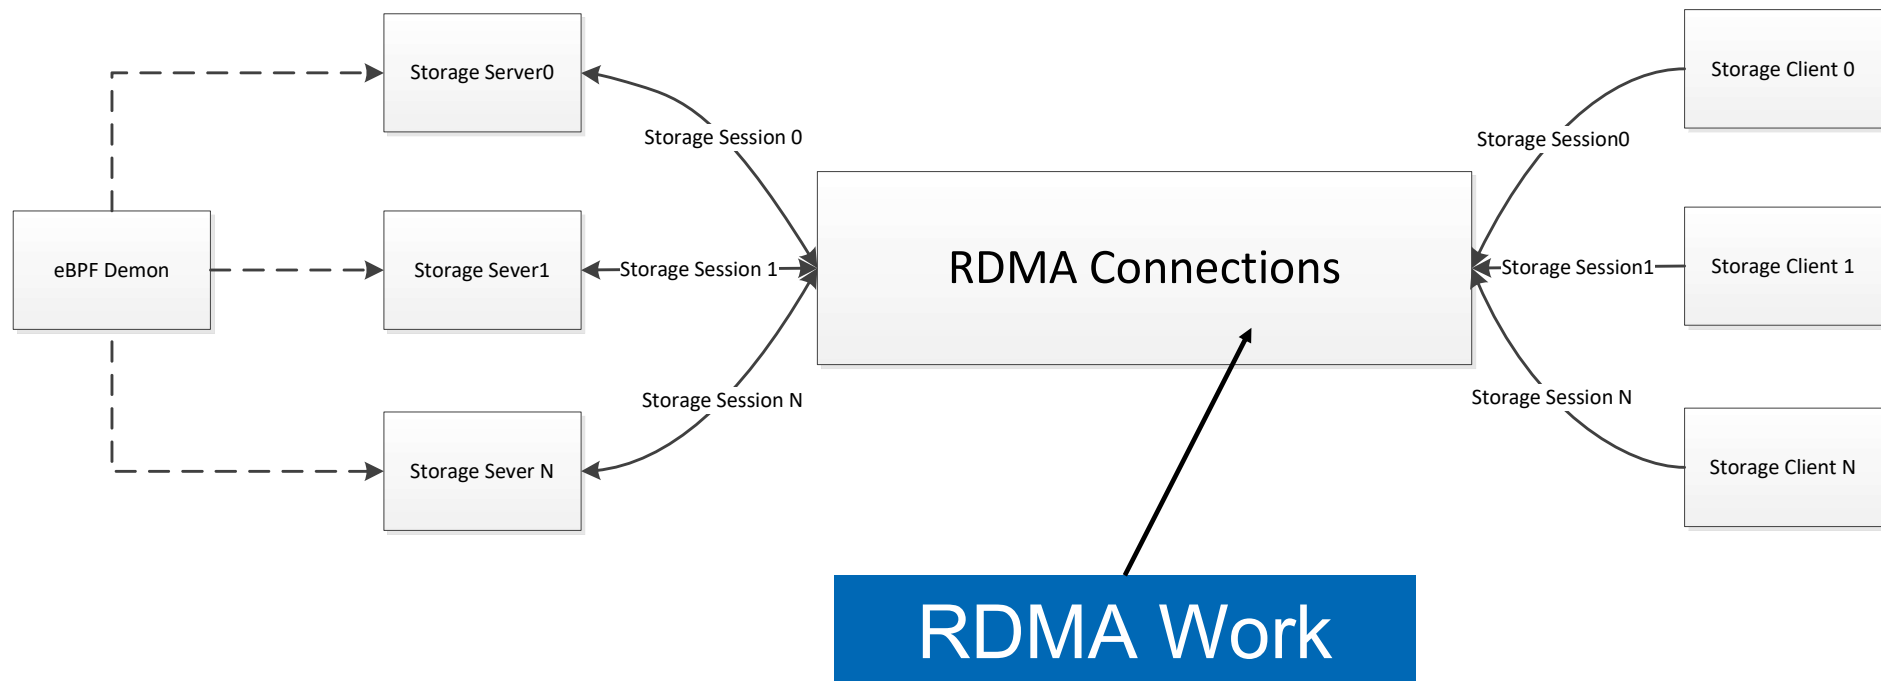 Storage Server0
Storage Client 0
Storage Session 0
Storage Session0
eBPF Demon
Storage Sever1
Storage Session 1
RDMA Connections
Storage Session1
Storage Client 1
Storage Session N
Storage Session N
Storage Sever N
Storage Client N
RDMA Work